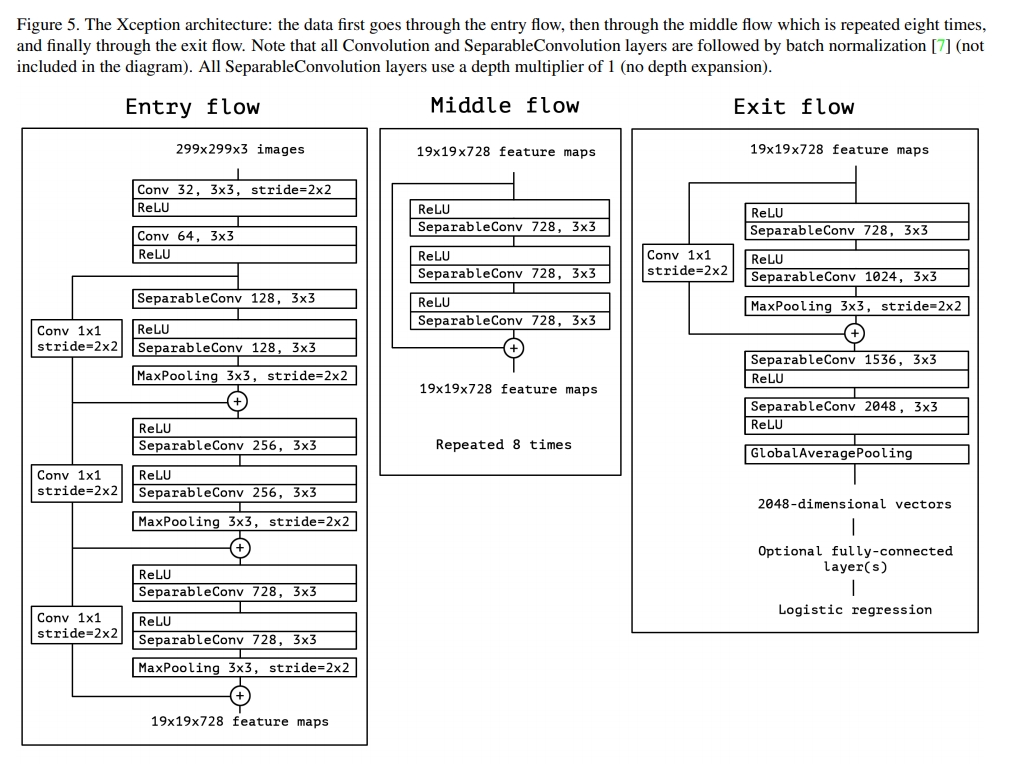 Figure 5. The Xception architecture: the data first goes through the entry flow, then through the middle flow which is repeated eight times,
and finally through the exit flow. Note that all Convolution and SeparableConvolution layers are followed by batch normalization [7] (not
included in the diagram). All SeparableConvolution layers use a depth multiplier of 1 (no depth expansion).
Entry flow
299x299x3 images
Conv 32, 3x3, stride=2x2
ReLU
Conv 64, 3x3
ReLU
SeparableConv 128, 3x3
Conv 1x1
stride=2x2
ReLU
SeparableConv 128, 3x3
MaxPooling 3x3, stride=2x2
+
ReLU
SeparableConv 256, 3x3
Conv 1x1
stride=2x2
ReLU
SeparableConv 256, 3x3
MaxPooling 3x3, stride=2x2
+
ReLU
SeparableConv 728, 3x3
Conv 1x1
stride=2x2
ReLU
SeparableConv 728, 3x3
MaxPooling 3x3, stride=2x2
+
19x19x728 feature maps
Middle flow
19x19x728 feature maps
ReLU
SeparableConv 728, 3x3
ReLU
SeparableConv 728, 3x3
ReLU
SeparableConv 728, 3x3
+
19x19x728 feature maps
Repeated 8 times
Exit flow
19x19x728 feature maps
ReLU
SeparableConv 728, 3x3
Conv 1x1
stride=2x2
ReLU
SeparableConv 1024, 3x3
MaxPooling 3x3, stride=2x2
+
SeparableConv 1536, 3x3
ReLU
SeparableConv 2048, 3x3
ReLU
GlobalAveragePooling
2048-dimensional vectors
Optional fully-connected
layer(s)
Logistic regression